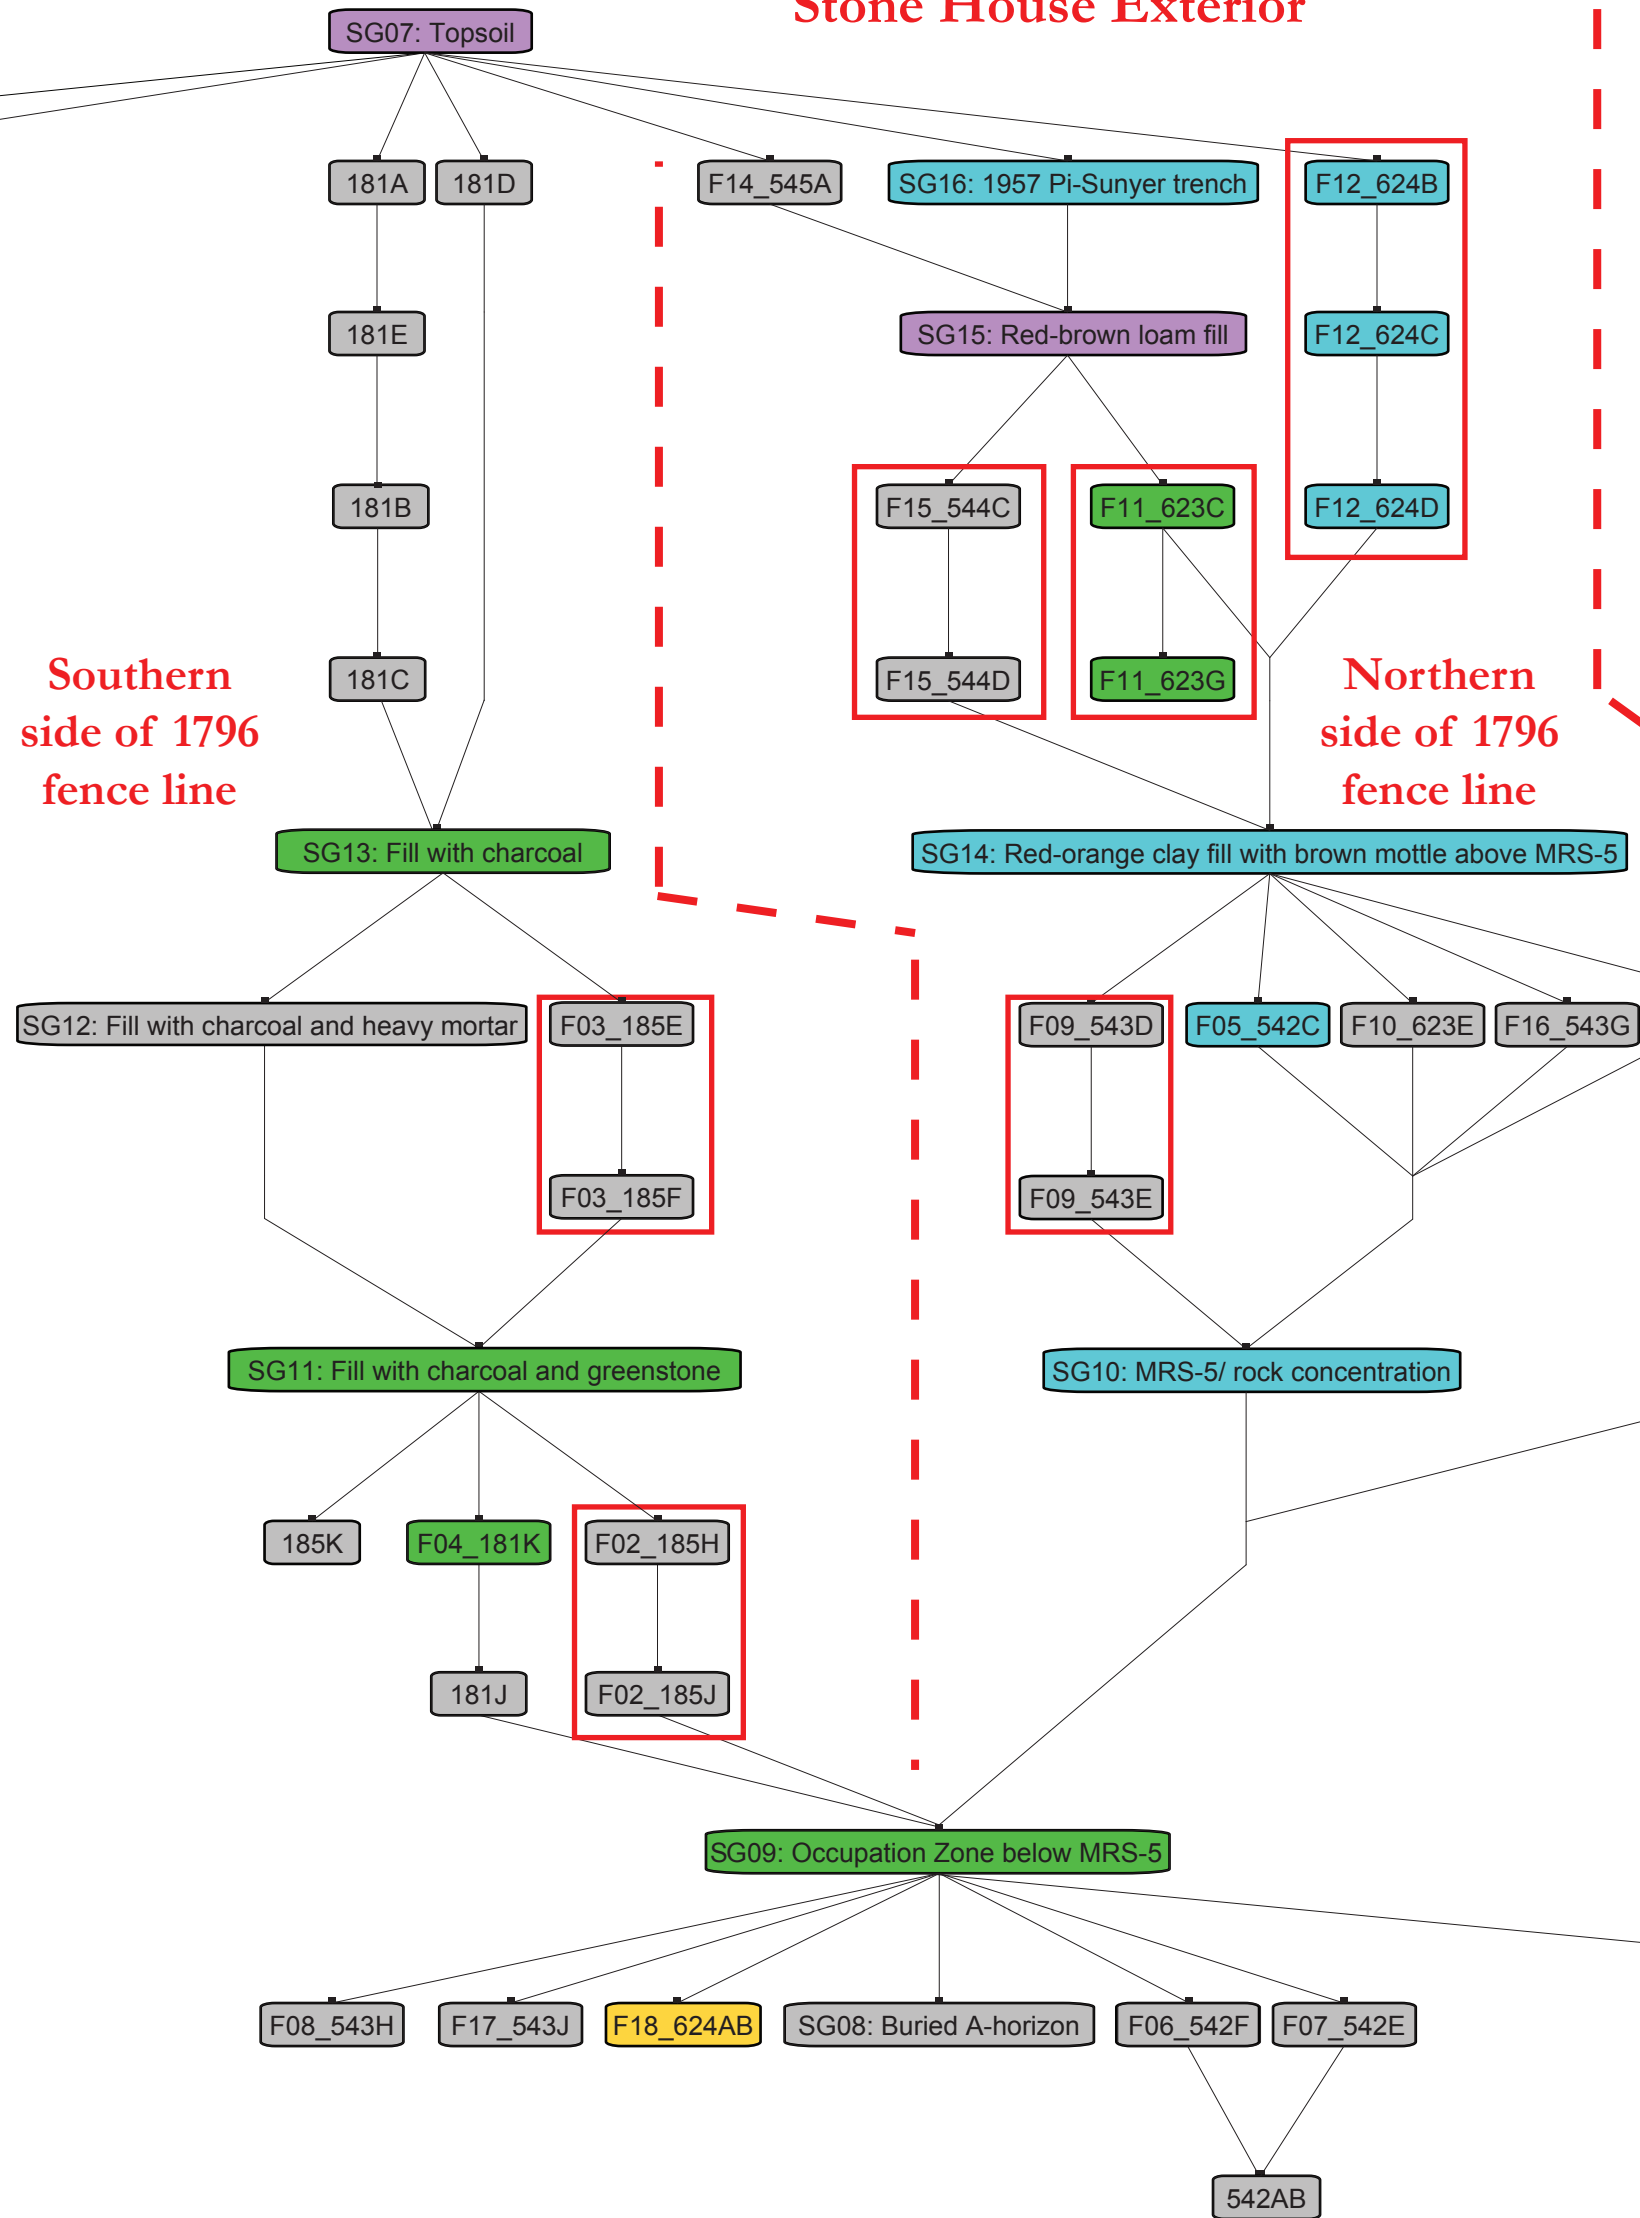 Stone House Exterior
SG07: Topsoil
181A
181D
F14_545A
SG16: 1957 Pi-Sunyer trench
F12_624B
181E
SG15: Red-brown loam fill
F12_624C
181B
F15_544C
F11_623C
F12_624D
181C
F15_544D
F11_623G
Southern
side of 1796
fence line
Northern
side of 1796
fence line
SG13: Fill with charcoal
SG14: Red-orange clay fill with brown mottle above MRS-5
SG12: Fill with charcoal and heavy mortar
F03_185E
F09_543D
F05_542C
F10_623E
F16_543G
F03_185F
F09_543E
SG11: Fill with charcoal and greenstone
SG10: MRS-5/ rock concentration
185K
F04_181K
F02_185H
181J
F02_185J
SG09: Occupation Zone below MRS-5
F08_543H
F17_543J
F18_624AB
SG08: Buried A-horizon
F06_542F
F07_542E
542AB